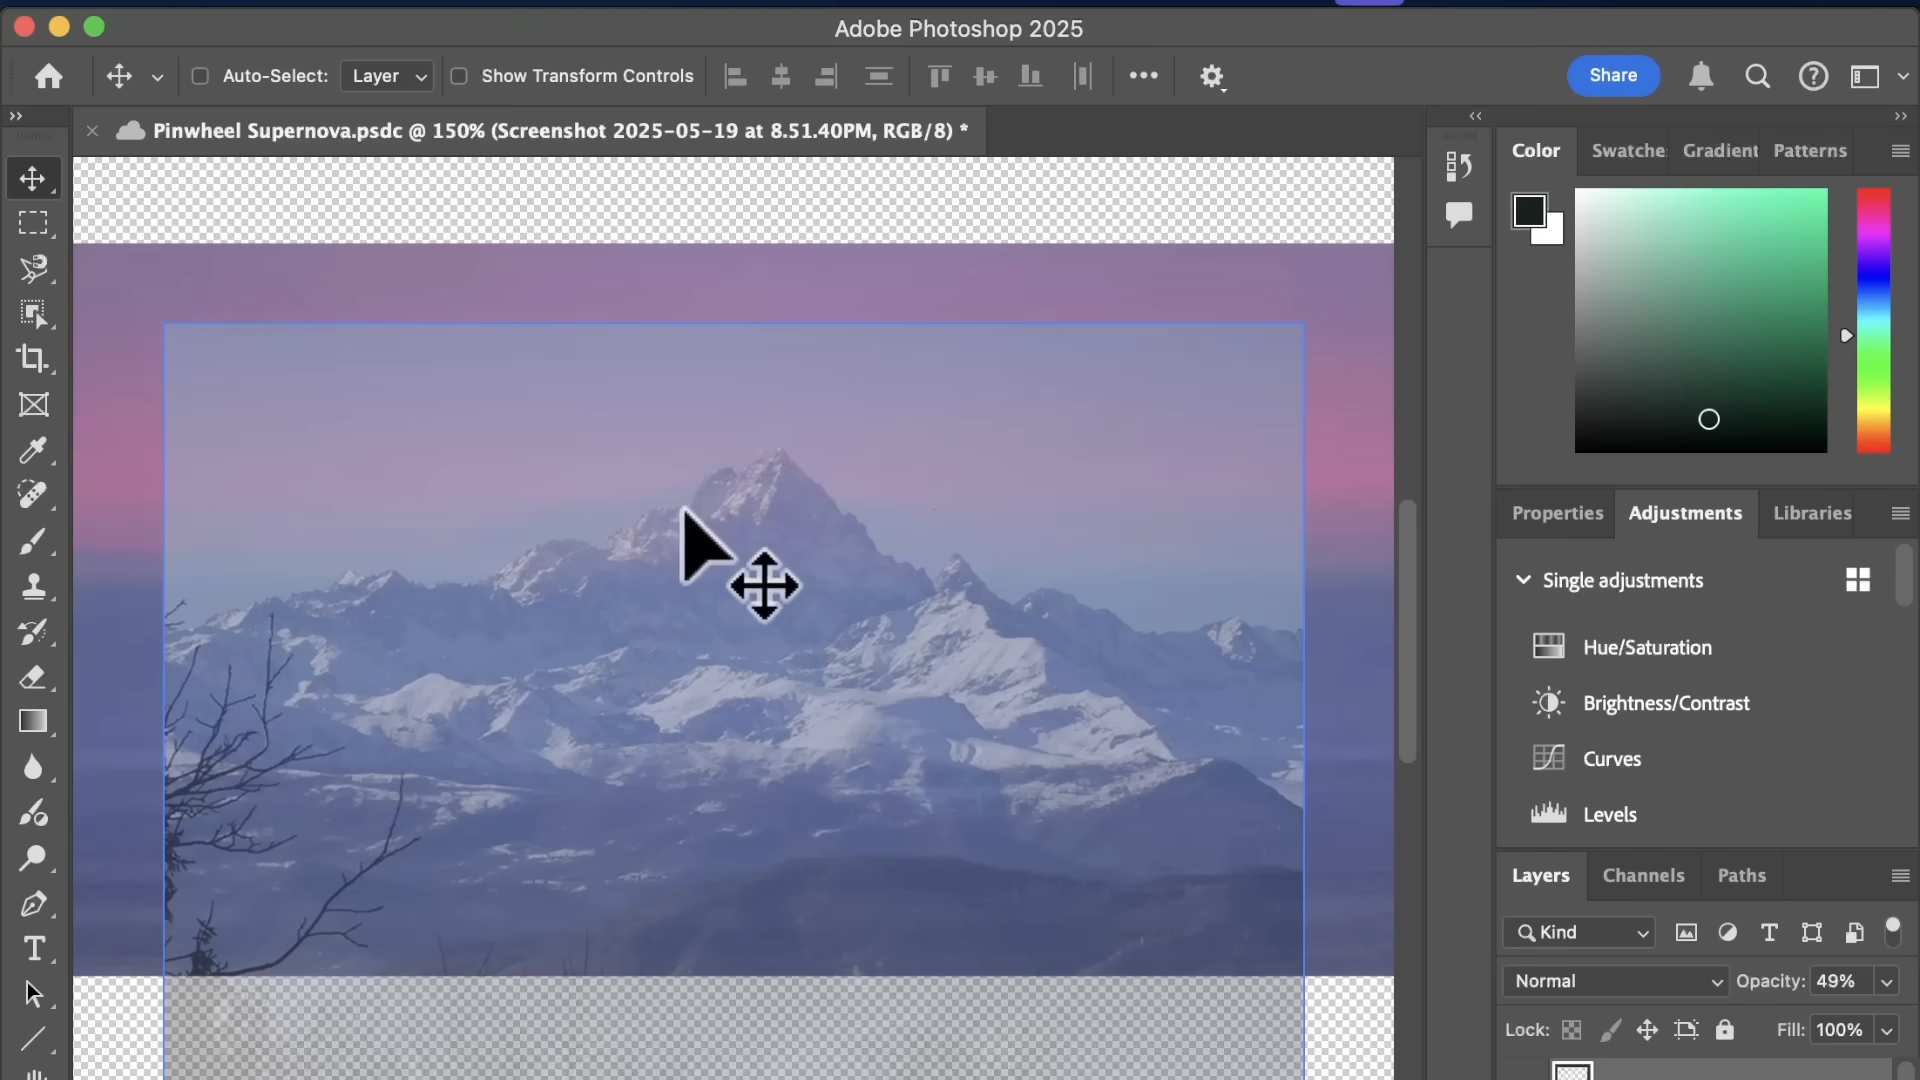 Adobe Photoshop 2025
Auto-Select: Layer Show Transform Controls Share
Pinwheel Supernova.psdc @ 150% (Screenshot 2025-05-19 at 8.51.40PM, RGB/8) *
Color Swatche Gradient Patterns
Properties Adjustments Libraries
Single adjustments
Hue/Saturation
Brightness/Contrast
Curves
Levels
Layers Channels Paths
Kind
Normal Opacity: 49%
Lock: Fill: 100%